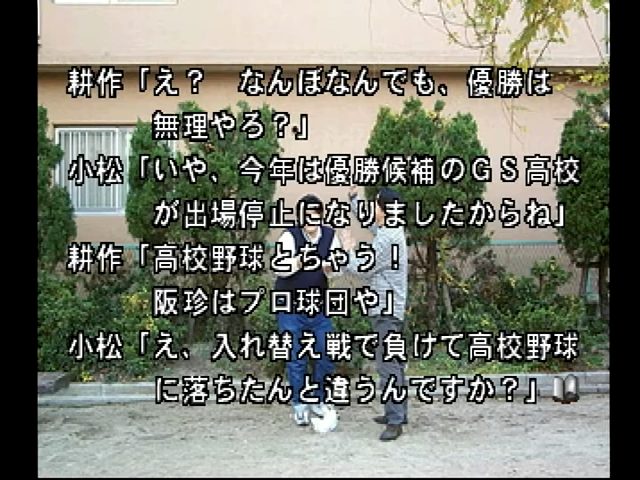 耕作「え？　なんぼなんでも、優勝は
無理やろ？」
小松「いや、今年は優勝候補のＧＳ高校
が出場停止になりましたからね」
耕作「高校野球とちゃう！
阪珍はプロ球団や」
小松「え、入れ替え戦で負けて高校野球
に落ちたんと違うんですか？」